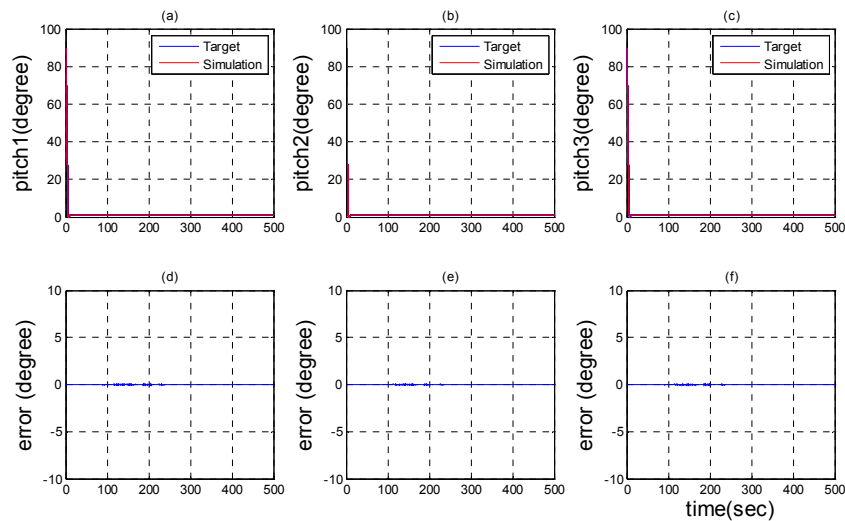 (a)
pitch1(degree)
100
80
60
40
20
0
0 100 200 300 400 500
Target
Simulation
(b)
pitch2(degree)
100
80
60
40
20
0
0 100 200 300 400 500
Target
Simulation
(c)
pitch3(degree)
100
80
60
40
20
0
0 100 200 300 400 500
Target
Simulation
(d)
error (degree)
10
5
0
-5
-10
0 100 200 300 400 500
(e)
error (degree)
10
5
0
-5
-10
0 100 200 300 400 500
(f)
error (degree)
10
5
0
-5
-10
0 100 200 300 400 500
time(sec)